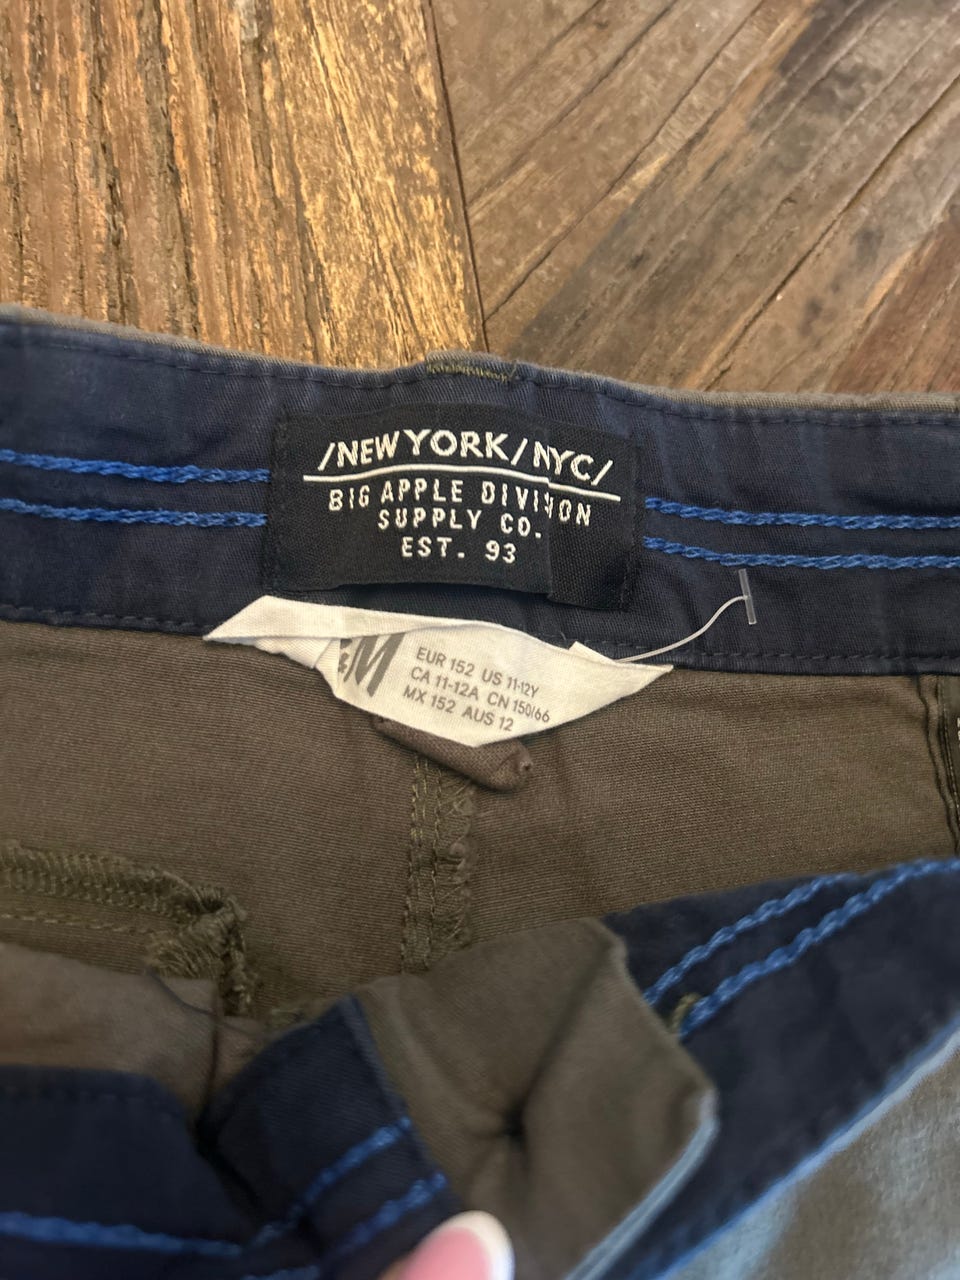 /NEW YORK/NYC/
BIG APPLE DIVISION
SUPPLY CO.
EST. 93
&M
EUR 152 US 11-12Y
CA 11-12A CN 150/66
MX 152 AUS 12